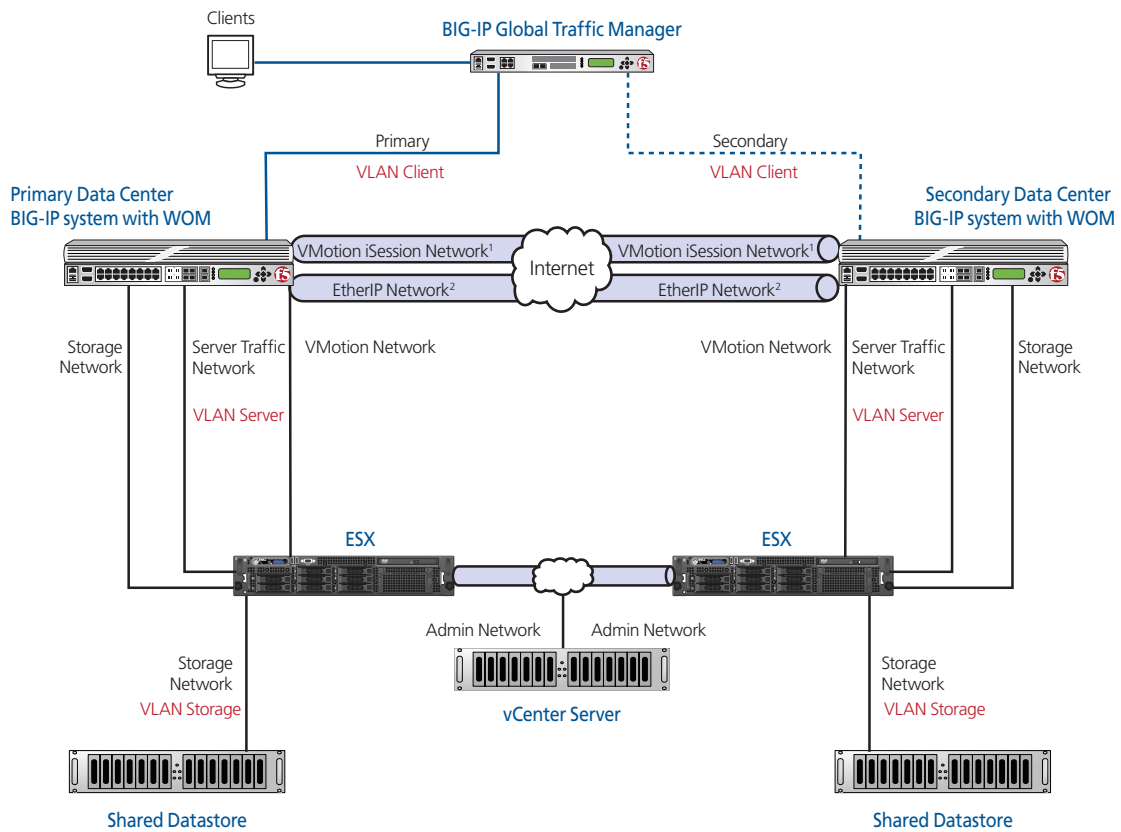 Clients
BIG-IP Global Traffic Manager
f5
Primary
VLAN Client
Secondary
VLAN Client
Primary Data Center
BIG-IP system with WOM
Secondary Data Center
BIG-IP system with WOM
VMotion iSession Network¹
Internet
VMotion iSession Network¹
EtherIP Network²
EtherIP Network²
f5
f5
Storage
Network
Server Traffic
Network
VLAN Server
VMotion Network
VMotion Network
Server Traffic
Network
VLAN Server
Storage
Network
ESX
ESX
Admin Network
Admin Network
vCenter Server
Storage
Network
VLAN Storage
Storage
Network
VLAN Storage
Shared Datastore
Shared Datastore